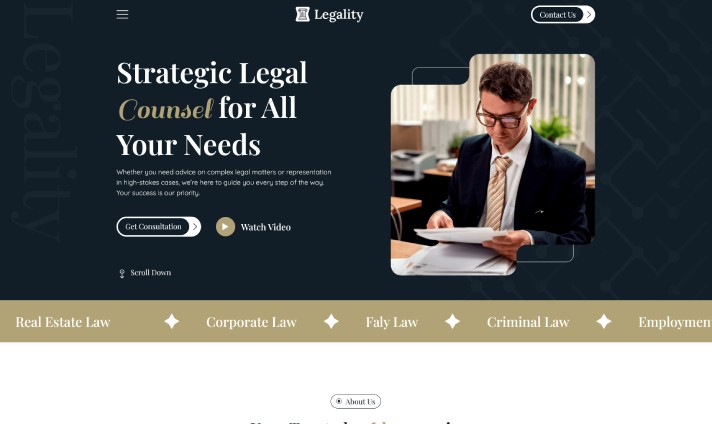 Legality
Contact Us
Legality
Strategic Legal
Counsel for All
Your Needs
Whether you need advice on complex legal matters or representation
in high-stakes cases, we're here to guide you every step of the way.
Your success is our priority.
Get Consultation
Watch Video
Scroll Down
Real Estate Law
Corporate Law
Faly Law
Criminal Law
Employmen
About Us